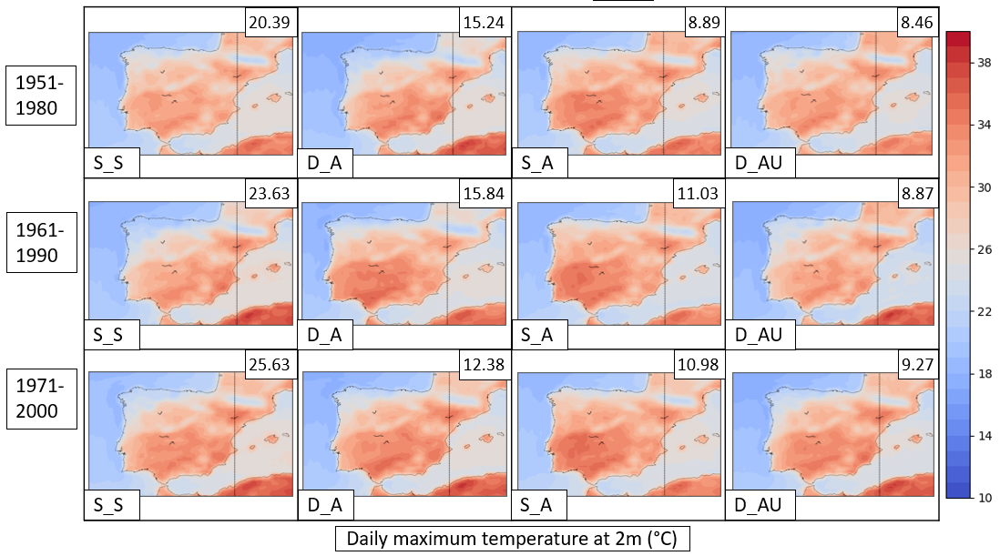 20.39
15.24
8.89
8.46
1951-
1980
S_S
D_A
S_A
D_AU
23.63
15.84
11.03
8.87
1961-
1990
S_S
D_A
S_A
D_AU
25.63
12.38
10.98
9.27
1971-
2000
S_S
D_A
S_A
D_AU
38
34
30
26
22
18
14
10
Daily maximum temperature at 2m (°C)